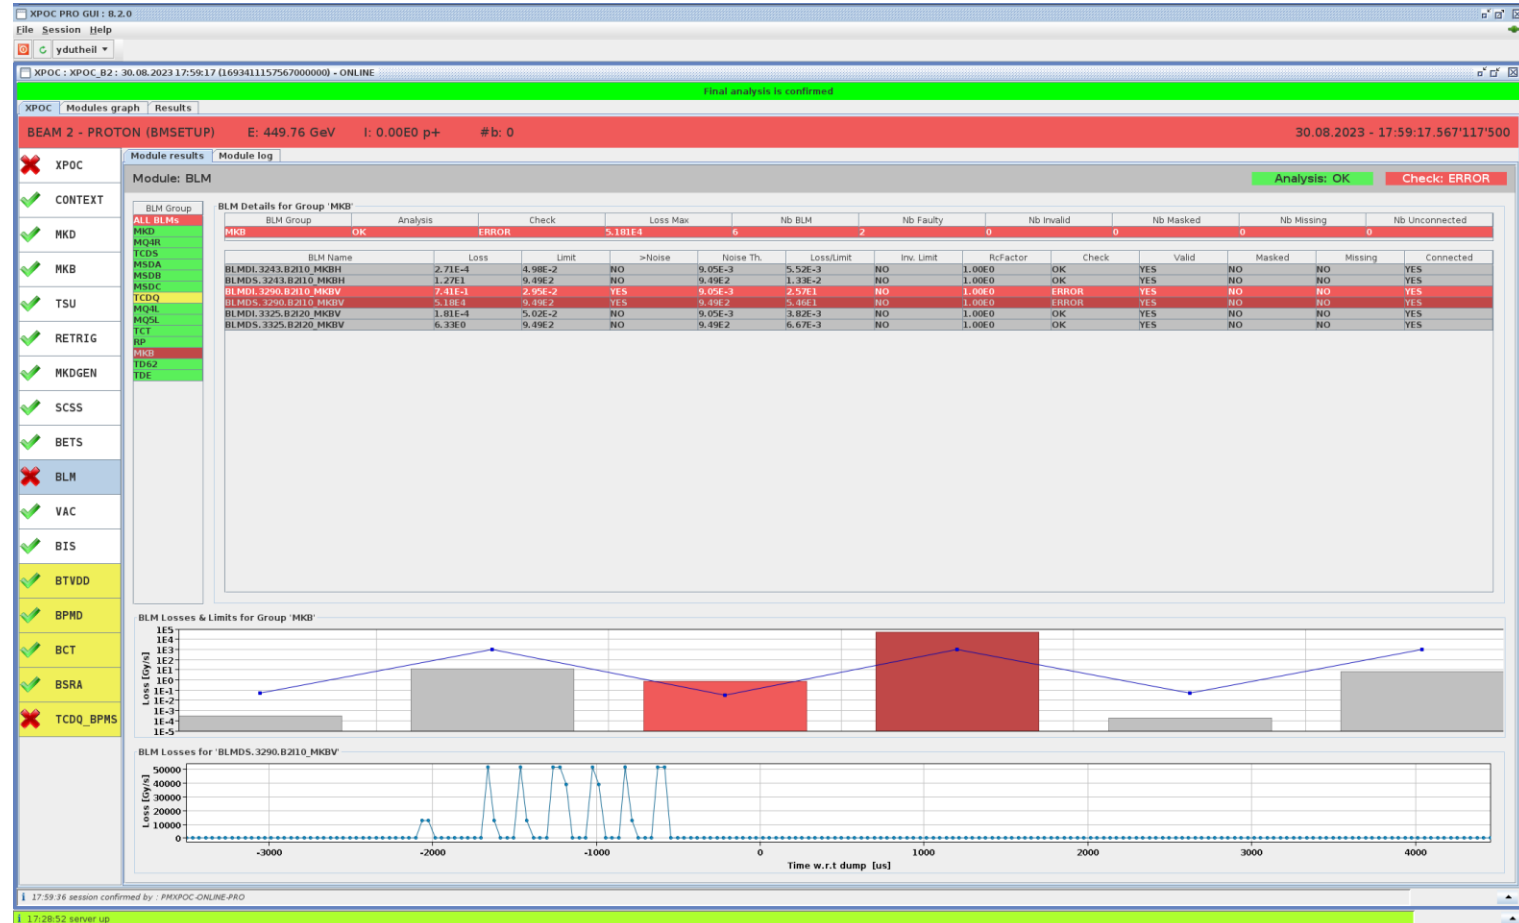 XPOC PRO GUI : 8.2.0
File Session Help
ydutheil
XPOC : XPOC_B2 : 30.08.2023 17:59:17 (1693411157567000000) - ONLINE
Final analysis is confirmed
XPOC Modules graph Results
BEAM 2 - PROTON (BMSETUP) E: 449.76 GeV I: 0.00E0 p+ #b: 0 30.08.2023 - 17:59:17.567'117'500
XPOC
CONTEXT
MKD
MKB
TSU
RETRIG
MKDGEN
SCSS
BETS
BLM
VAC
BIS
BTVDD
BPMD
BCT
BSRA
TCDQ_BPMS
Module results Module log
Module: BLM Analysis: OK Check: ERROR
BLM Group
ALL BLMs
MKD
MQ4R
TCDS
MSDA
MSDB
MSDC
TCDQ
MQ4L
MQ5L
TCT
RP
MKB
TD62
TDE
BLM Details for Group 'MKB'
BLM Group Analysis Check Loss Max Nb BLM Nb Faulty Nb Invalid Nb Masked Nb Missing Nb Unconnected
MKB OK ERROR 5.181E4 6 2 0 0 0 0
BLM Name Loss Limit >Noise Noise Th. Loss/Limit Inv. Limit RcFactor Check Valid Masked Missing Connected
BLMDI.3243.B2I10_MKBH 2.71E-4 4.98E-2 NO 9.05E-3 5.52E-3 NO 1.00E0 OK YES NO NO YES
BLMDS.3243.B2I10_MKBH 1.27E1 9.49E2 NO 9.49E2 1.33E-2 NO 1.00E0 OK YES NO NO YES
BLMDI.3290.B2I10_MKBV 7.41E-1 2.95E-2 YES 9.05E-3 2.57E1 NO 1.00E0 ERROR YES NO NO YES
BLMDS.3290.B2I10_MKBV 5.18E4 9.49E2 YES 9.49E2 5.46E1 NO 1.00E0 ERROR YES NO NO YES
BLMDI.3325.B2I20_MKBV 1.81E-4 5.02E-2 NO 9.05E-3 3.82E-3 NO 1.00E0 OK YES NO NO YES
BLMDS.3325.B2I20_MKBV 6.33E0 9.49E2 NO 9.49E2 6.67E-3 NO 1.00E0 OK YES NO NO YES
BLM Losses & Limits for Group 'MKB'
Loss [Gy/s]
1E5
1E4
1E3
1E2
1E1
1E0
1E-1
1E-2
1E-3
1E-4
1E-5
BLM Losses for 'BLMDS.3290.B2I10_MKBV'
Loss [Gy/s]
50000
40000
30000
20000
10000
0
-3000 -2000 -1000 0 1000 2000 3000 4000
Time w.r.t dump [us]
17:59:36 session confirmed by : PMXPOC-ONLINE-PRO
17:28:52 server up